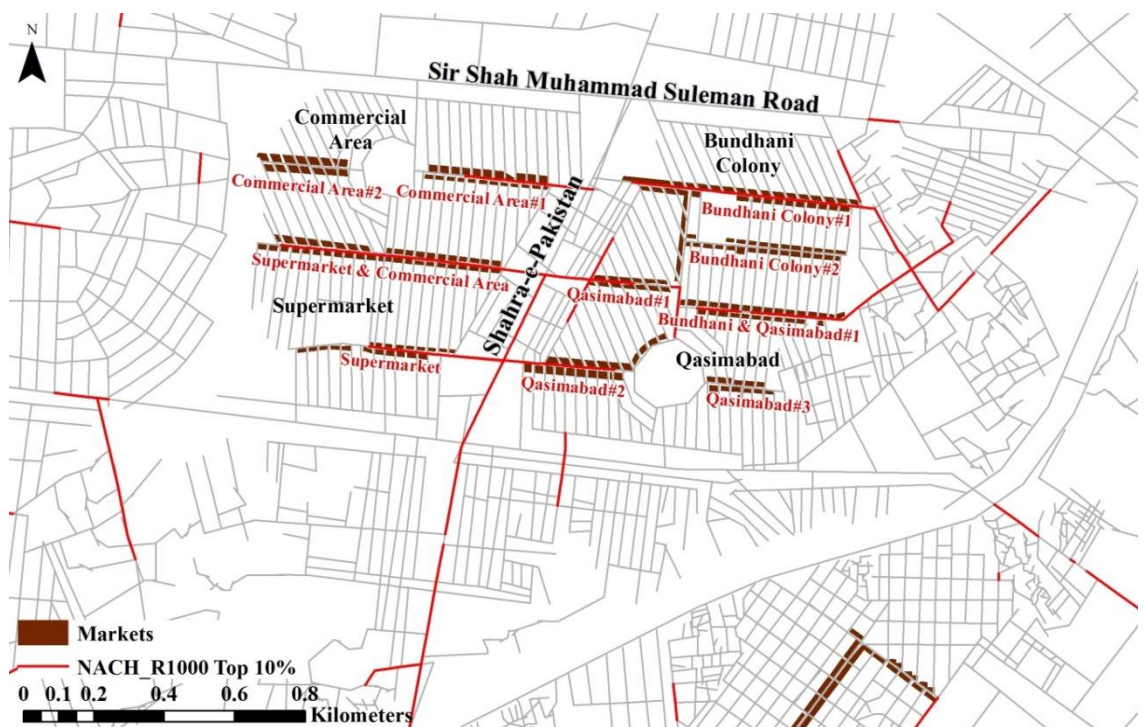 N
Sir Shah Muhammad Suleman Road
Commercial
Area
Bundhani
Colony
Commercial Area#2
Commercial Area#1
Bundhani Colony#1
Shahra-e-Pakistan
Bundhani Colony#2
Supermarket & Commercial Area
Qasimabad#1
Supermarket
Bundhani & Qasimabad#1
Supermarket
Qasimabad
Qasimabad#2
Qasimabad#3
Markets
NACH_R1000 Top 10%
0 0.1 0.2 0.4 0.6 0.8
Kilometers